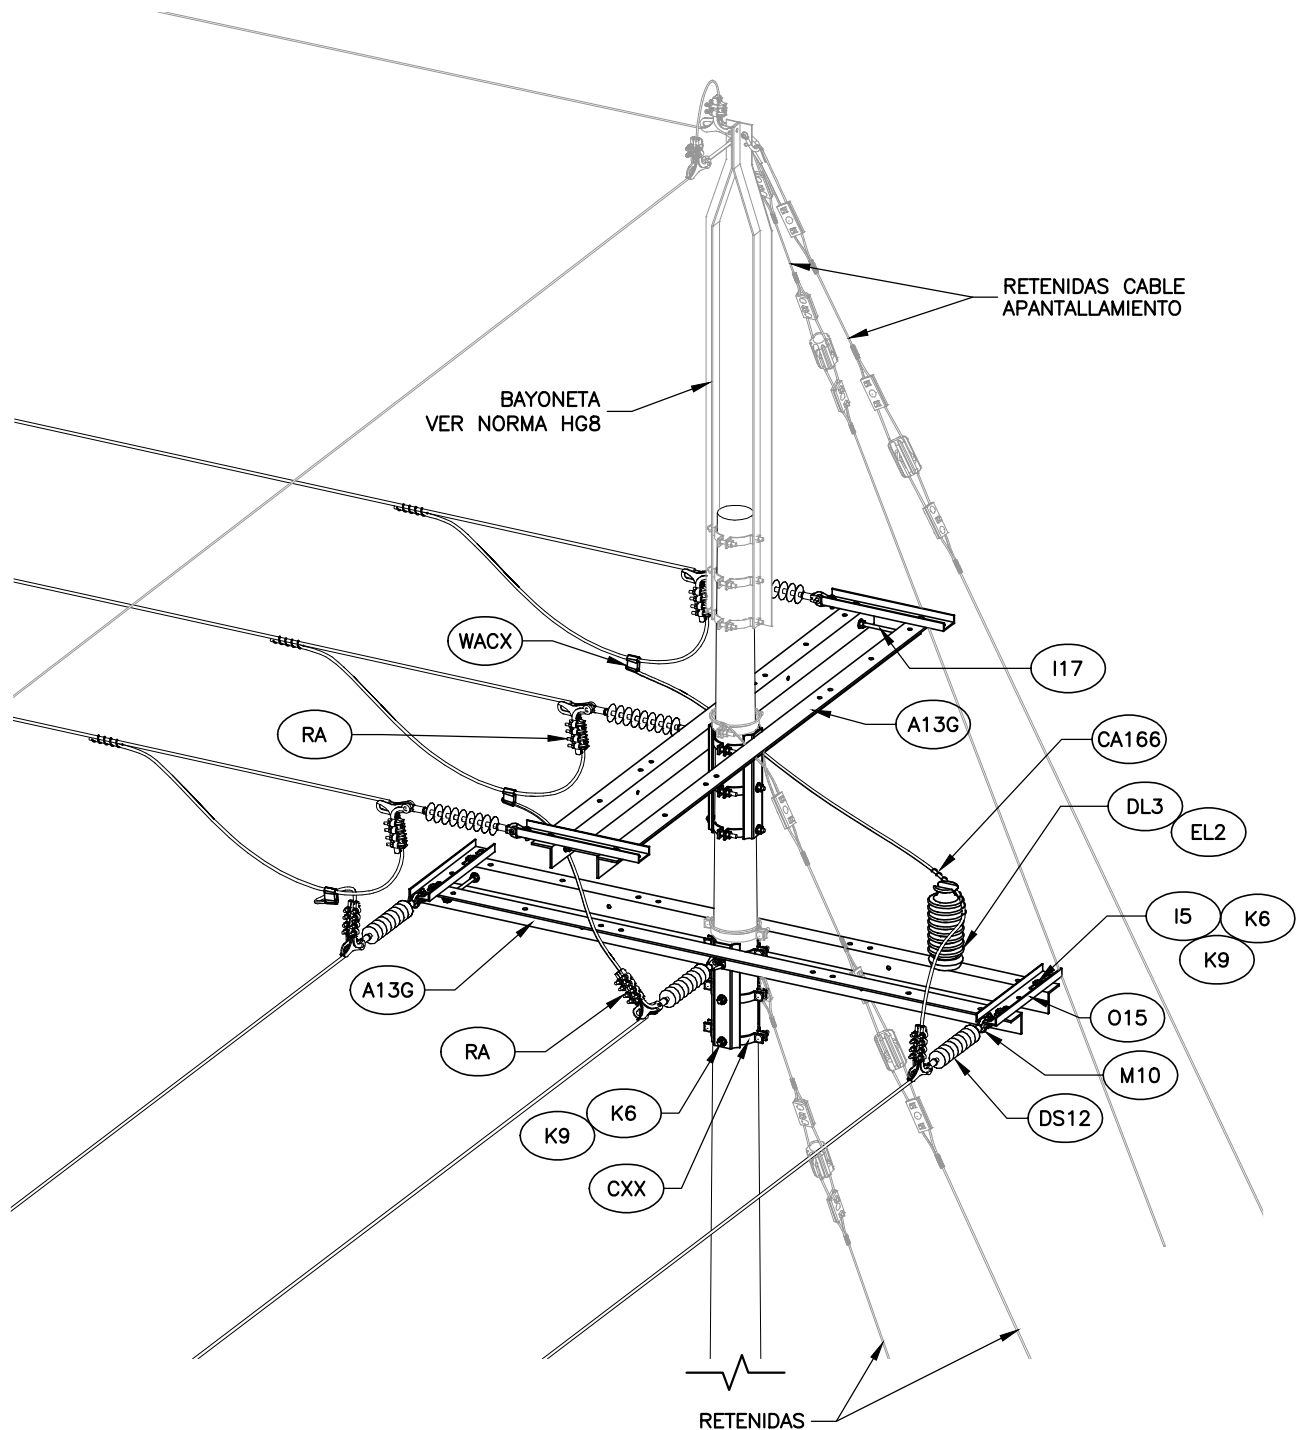 RETENIDAS CABLE
APANTALLAMIENTO
BAYONETA
VER NORMA HG8
WACX
I17
RA
A13G
CA166
DL3
EL2
I5
K6
K9
A13G
O15
RA
M10
K6
DS12
K9
CXX
RETENIDAS